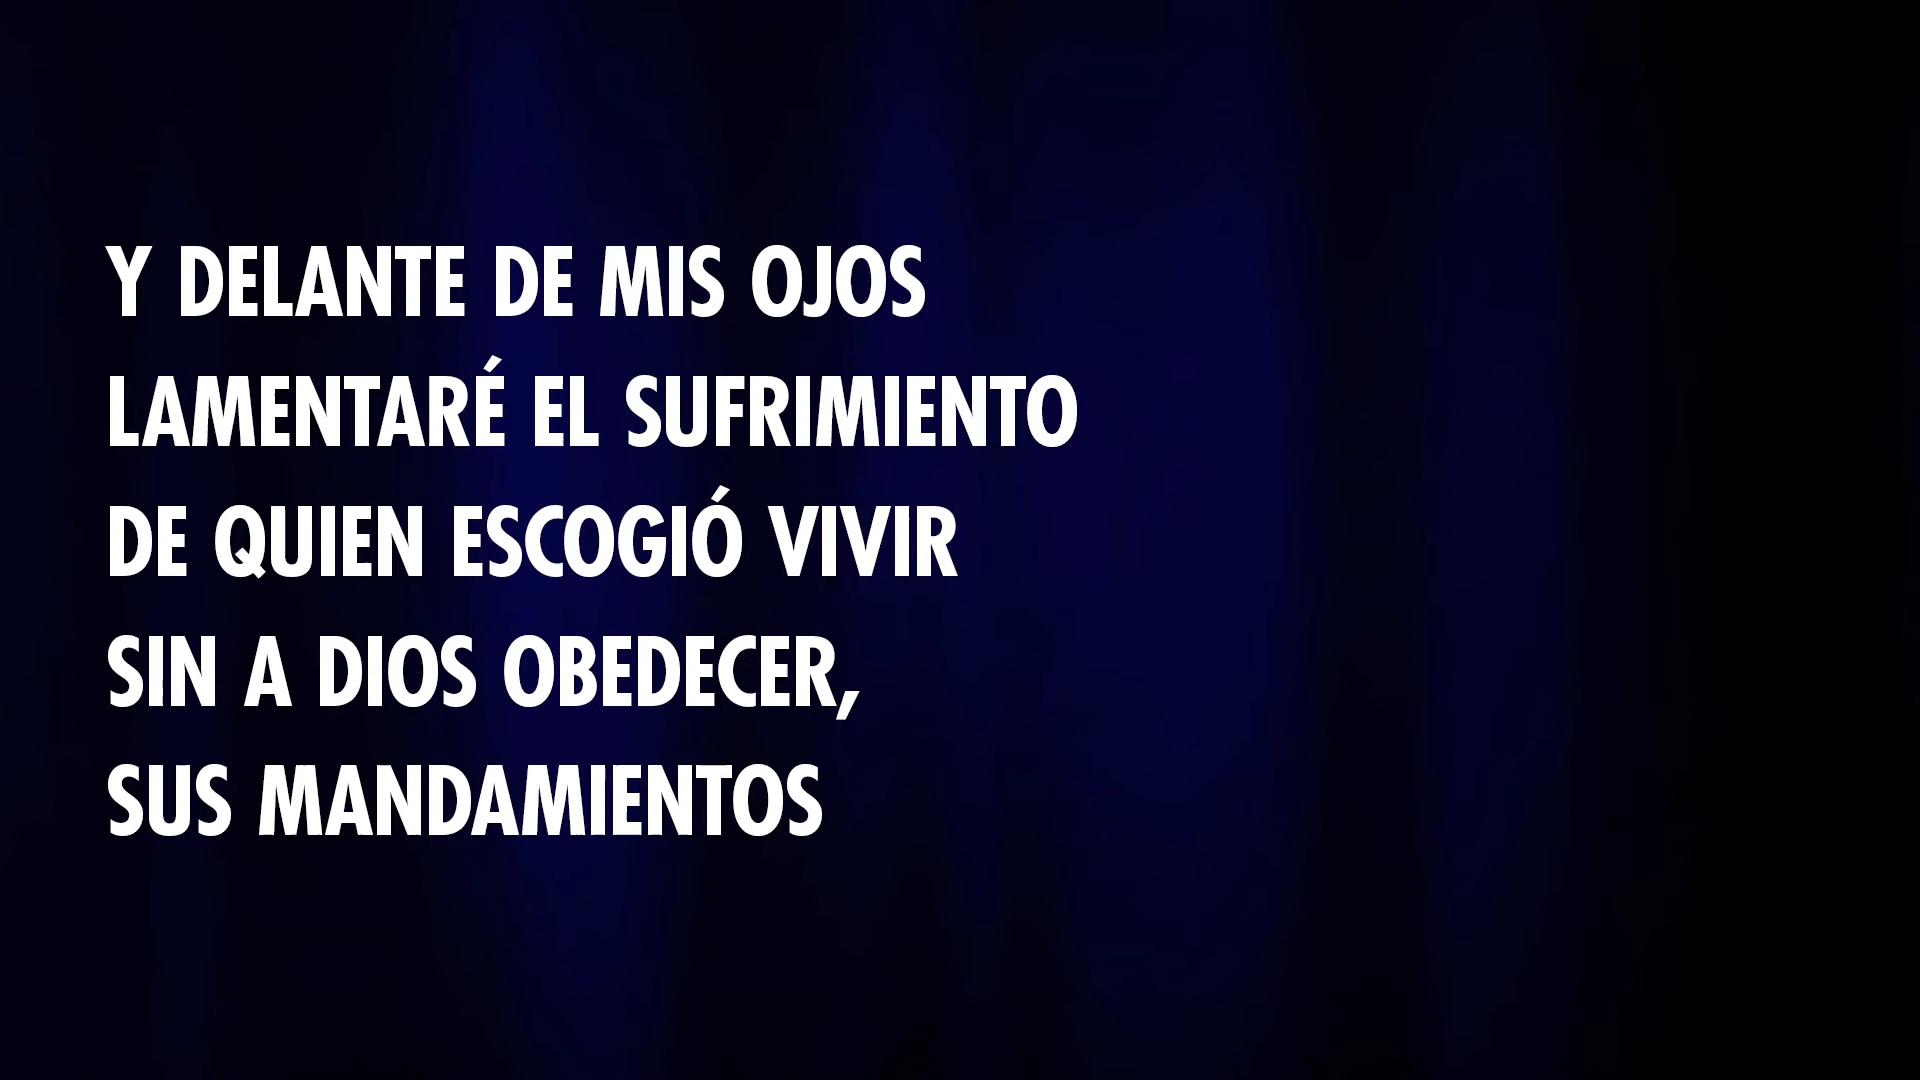 Y DELANTE DE MIS OJOS
LAMENTARÉ EL SUFRIMIENTO
DE QUIEN ESCOGIÓ VIVIR
SIN A DIOS OBEDECER,
SUS MANDAMIENTOS